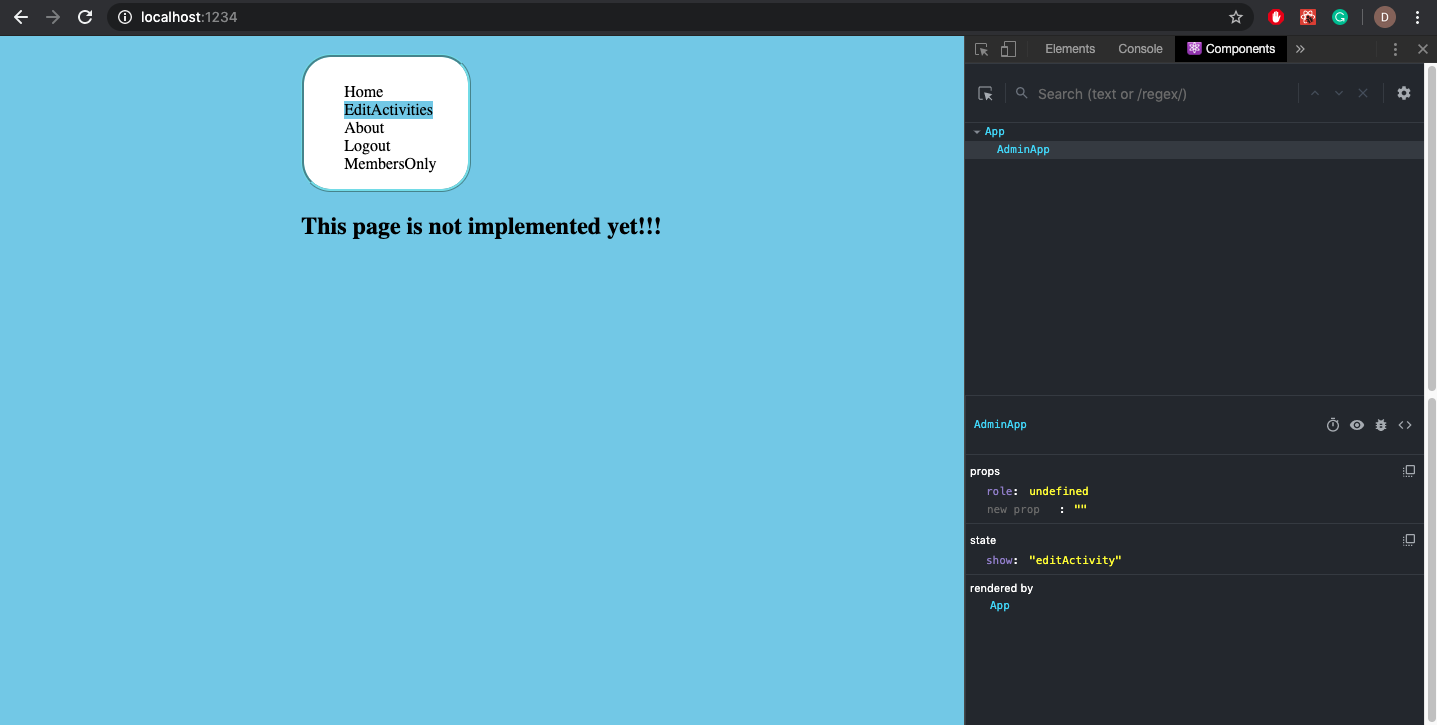 localhost:1234
D
Elements Console Components »
Search (text or /regex/)
Home
EditActivities
About
Logout
MembersOnly
This page is not implemented yet!!!
App
AdminApp
AdminApp
props
role: undefined
new prop : ""
state
show: "editActivity"
rendered by
App